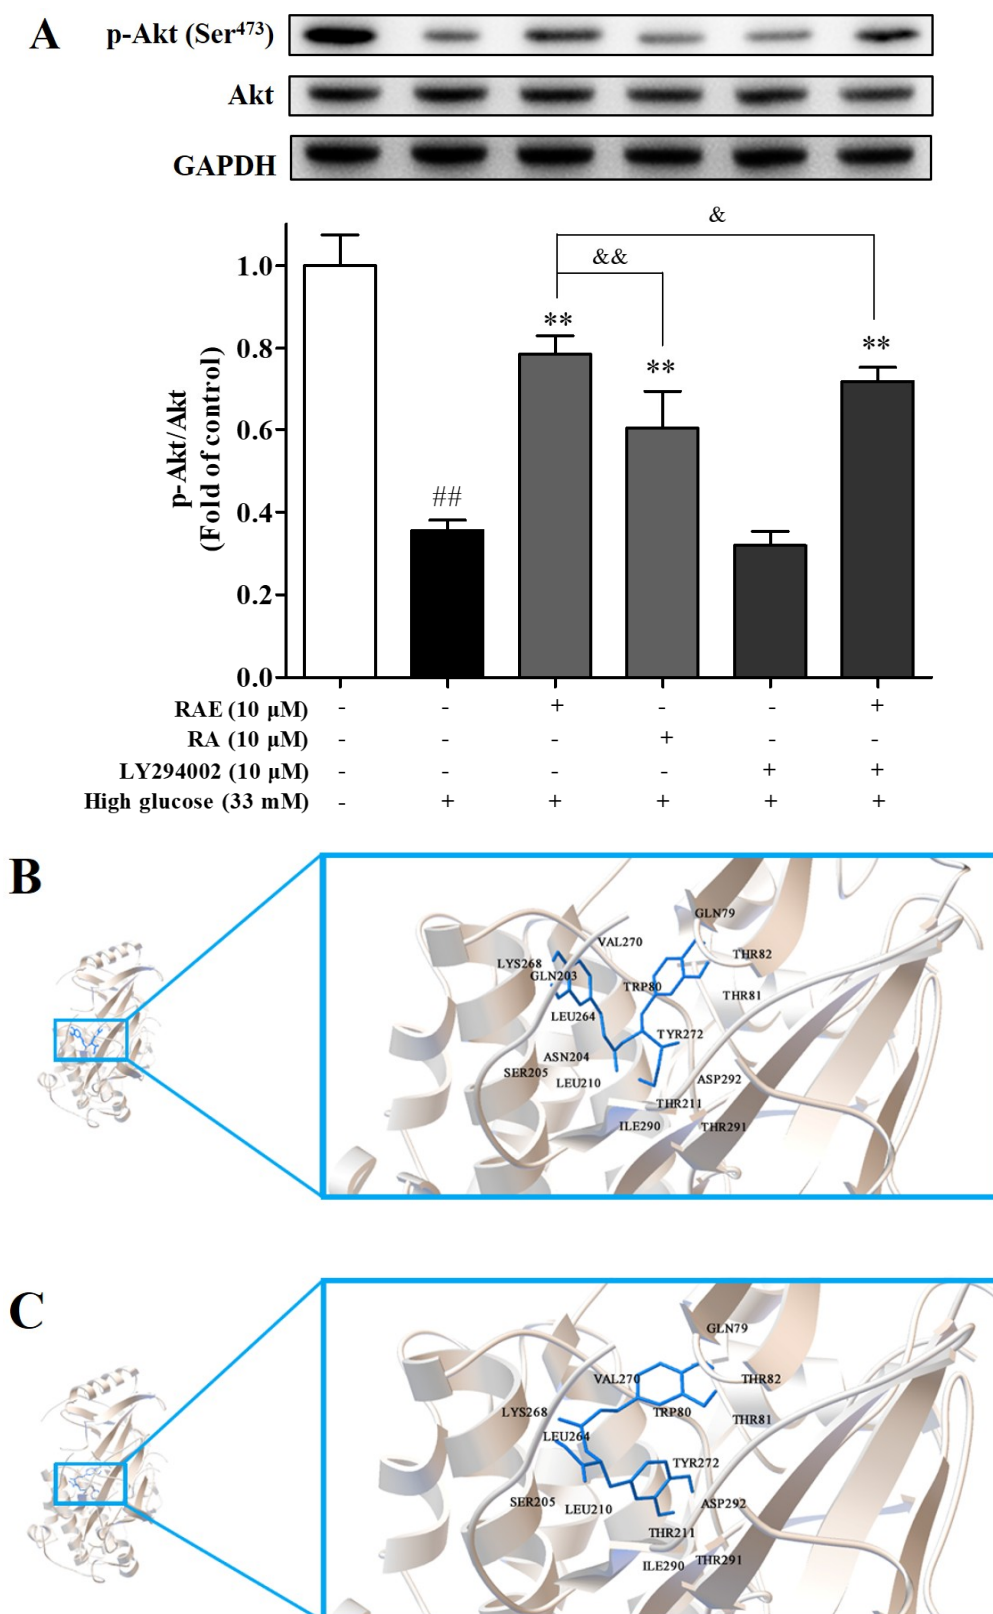 A
p-Akt (Ser473)
Akt
GAPDH
&
&&
1.0
0.8
0.6
0.4
0.2
0.0
p-Akt/Akt
(Fold of control)
##
**
**
**
RAE (10 µM) - - + - - +
RA (10 µM) - - - + - -
LY294002 (10 µM) - - - - + +
High glucose (33 mM) - + + + + +
B
GLN79
VAL270
THR82
LYS268
GLN203
TRP80
THR81
LEU264
TYR272
ASN204
SER205
LEU210
ASP292
THR211
ILE290
THR291
C
GLN79
VAL270
THR82
LYS268
TRP80
THR81
LEU264
TYR272
SER205
LEU210
ASP292
THR211
ILE290
THR291